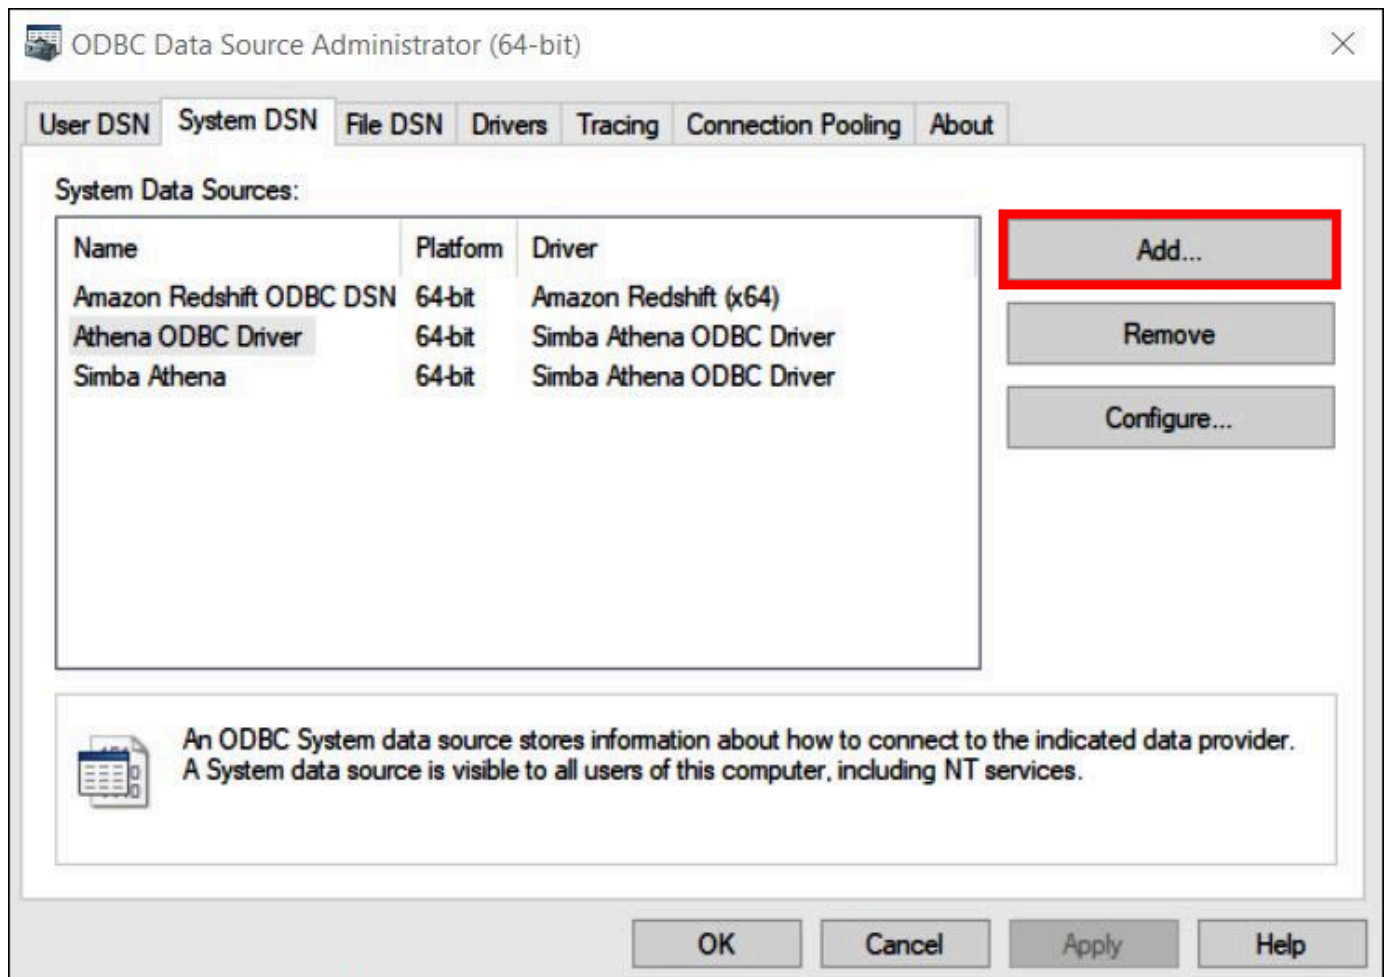 ODBC Data Source Administrator (64-bit)
User DSN System DSN File DSN Drivers Tracing Connection Pooling About
System Data Sources:
Name Platform Driver
Amazon Redshift ODBC DSN 64-bit Amazon Redshift (x64)
Athena ODBC Driver 64-bit Simba Athena ODBC Driver
Simba Athena 64-bit Simba Athena ODBC Driver
Add...
Remove
Configure...
An ODBC System data source stores information about how to connect to the indicated data provider.
A System data source is visible to all users of this computer, including NT services.
OK Cancel Apply Help